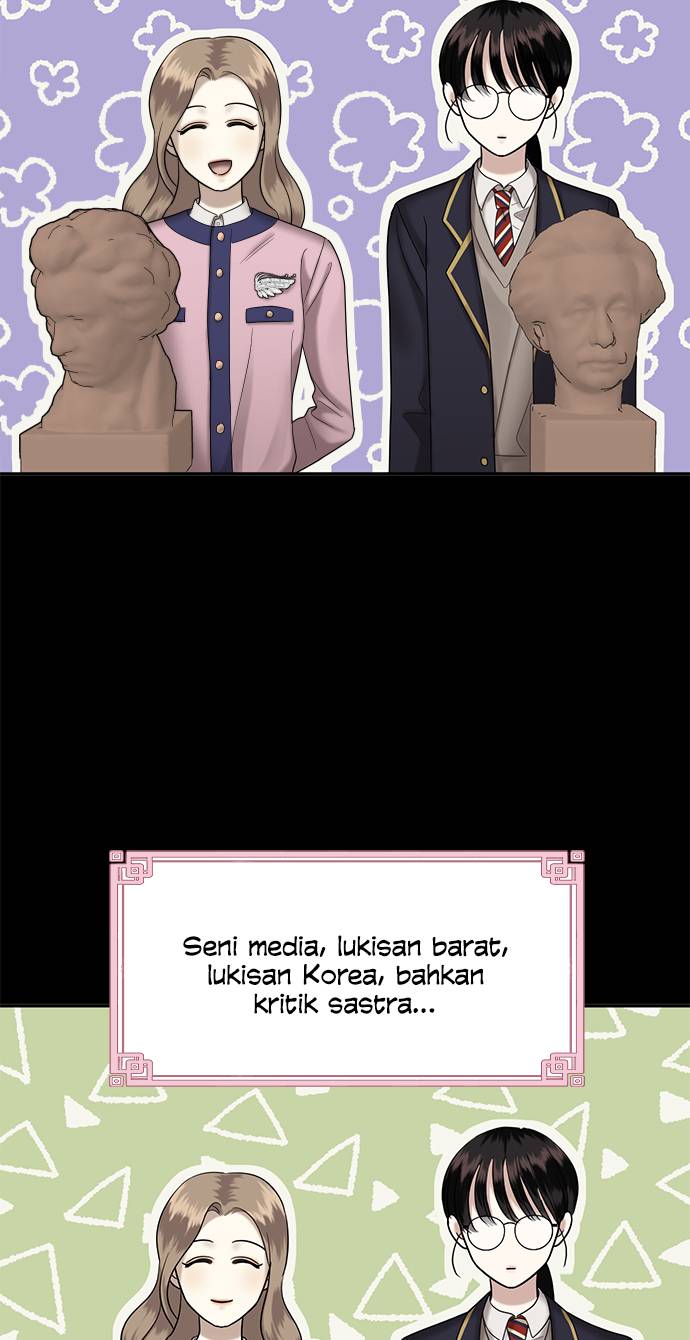 Seni media, lukisan barat,
lukisan Korea, bahkan
kritik sastra...